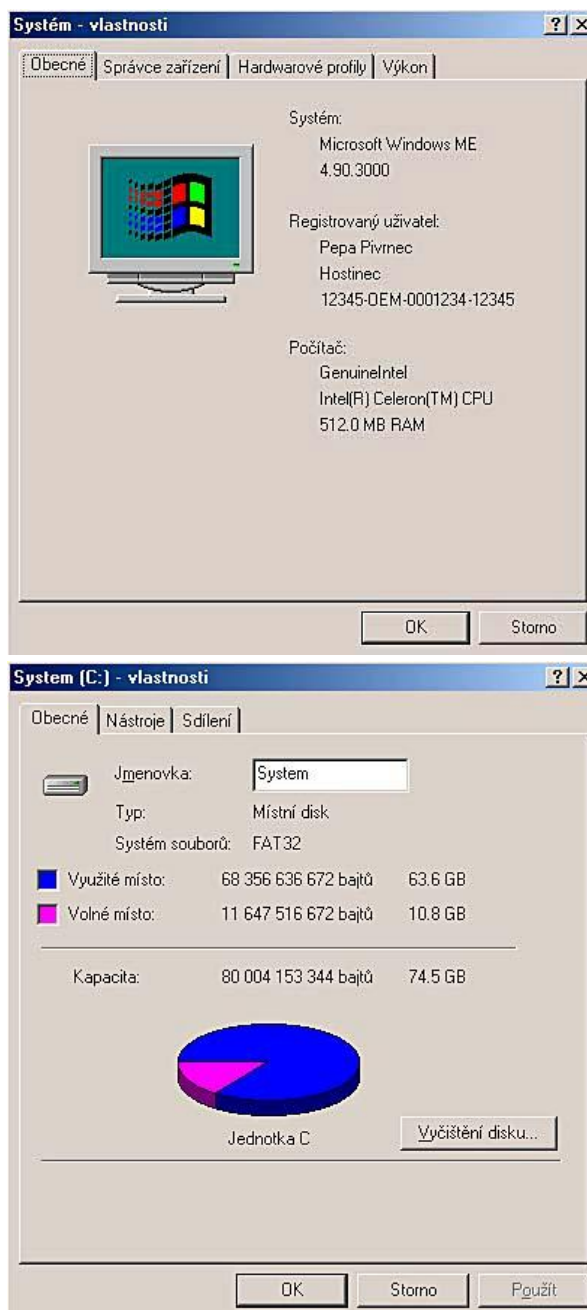 Systém - vlastnosti
Obecné Správce zařízení Hardwarové profily Výkon
Systém:
Microsoft Windows ME
4.90.3000
Registrovaný uživatel:
Pepa Pivrnec
Hostinec
12345-OEM-0001234-12345
Počítač:
GenuineIntel
Intel(R) Celeron(TM) CPU
512.0 MB RAM
OK Storno
System (C:) - vlastnosti
Obecné Nástroje Sdílení
Jmenovka: System
Typ: Místní disk
Systém souborů: FAT32
Využité místo: 68 356 636 672 bajtů 63.6 GB
Volné místo: 11 647 516 672 bajtů 10.8 GB
Kapacita: 80 004 153 344 bajtů 74.5 GB
Jednotka C Vyčištění disku...
OK Storno Použít